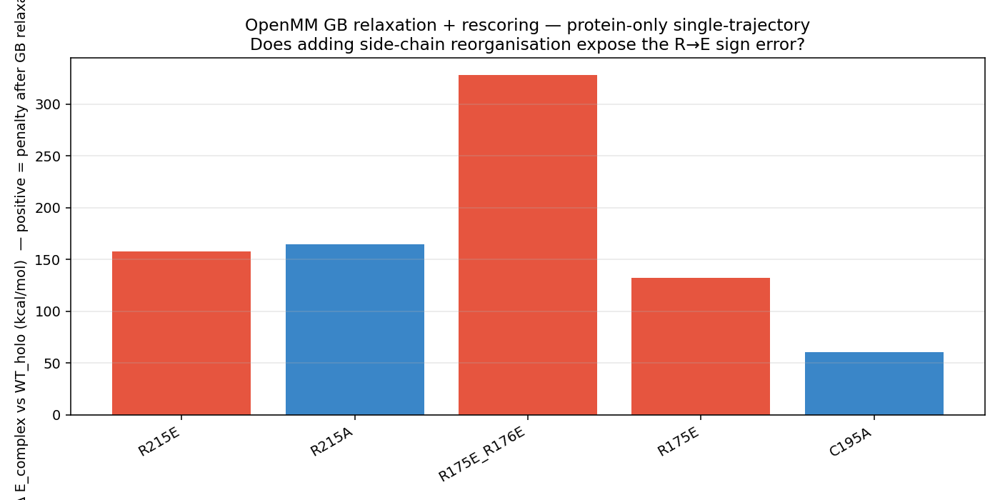 OpenMM GB relaxation + rescoring — protein-only single-trajectory
Does adding side-chain reorganisation expose the R→E sign error?
E_complex vs WT_holo (kcal/mol) — positive = penalty after GB
300
250
200
150
100
50
0
R215E
R215A
R175E_R176E
R175E
C195A